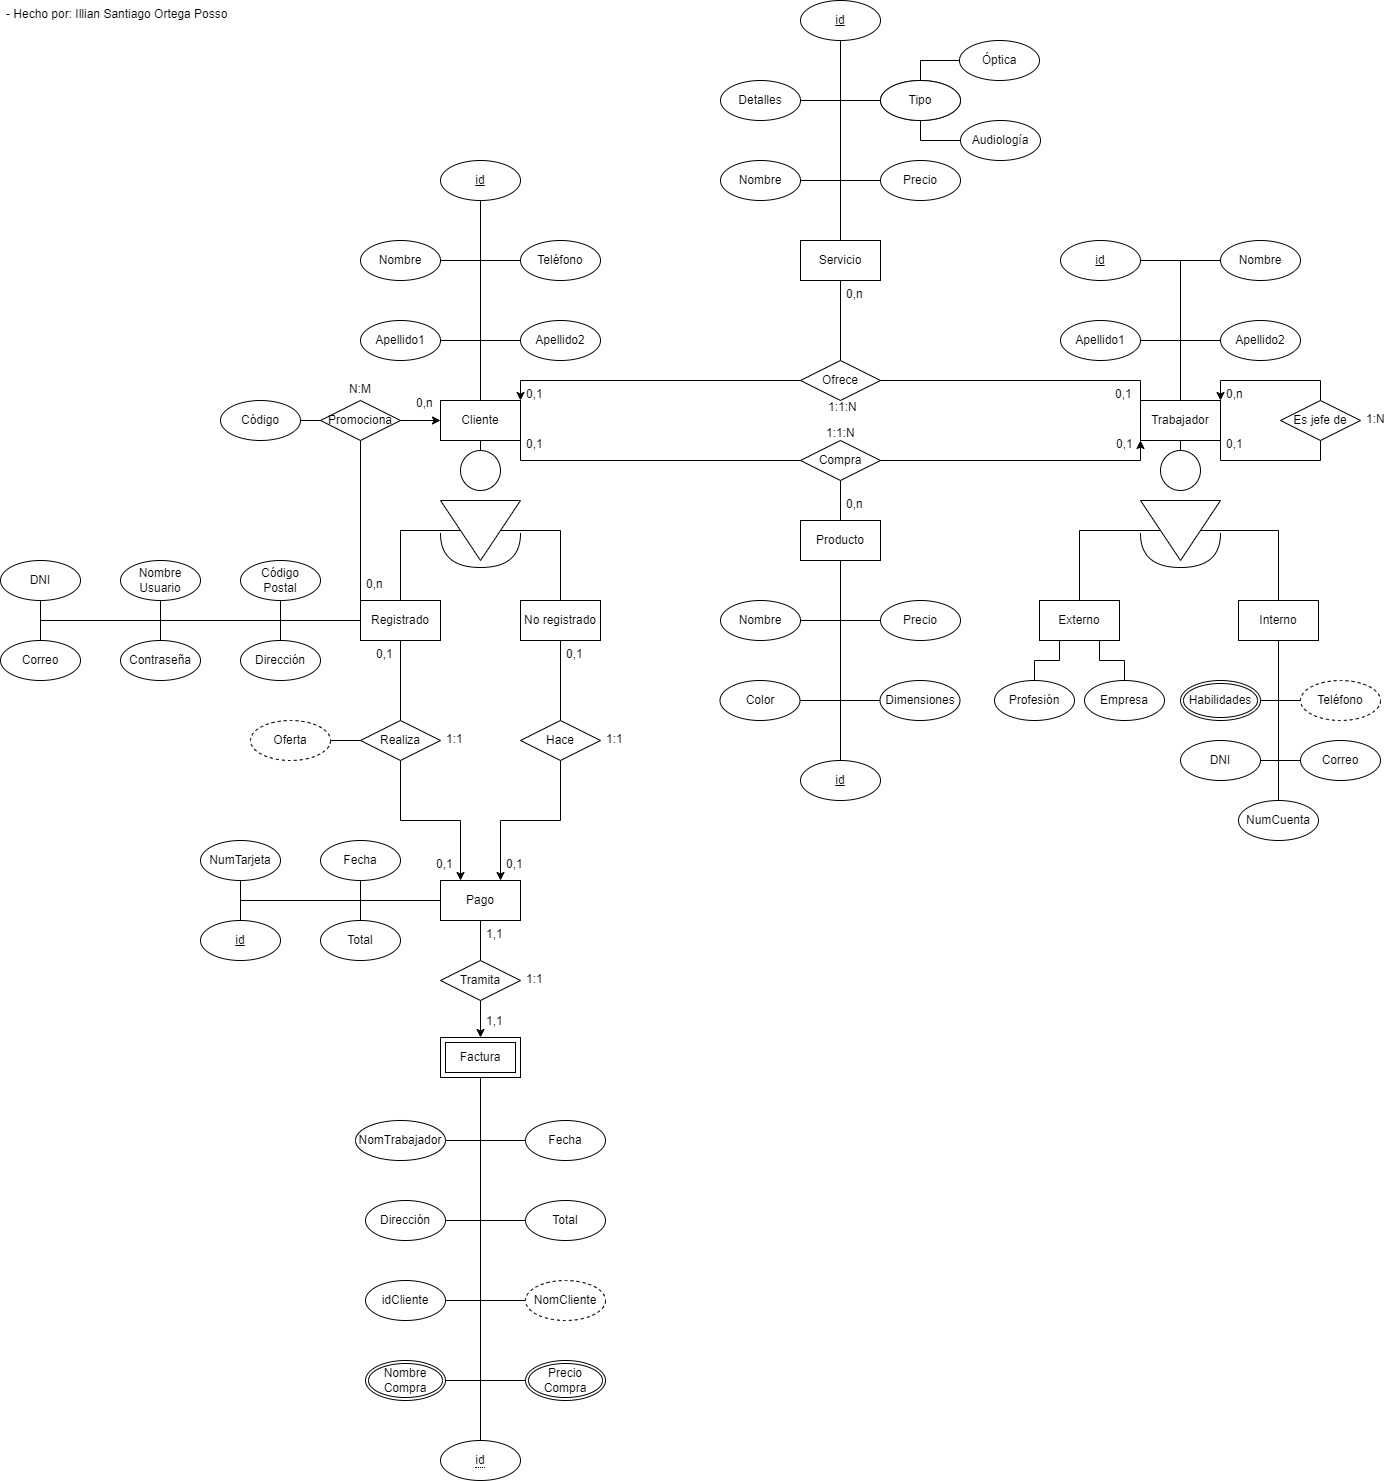 - Hecho por: Illian Santiago Ortega Posso
id
Óptica
Detalles
Tipo
Audiología
Nombre
Precio
id
Nombre
Teléfono
Servicio
id
Nombre
0,n
Apellido1
Apellido2
Apellido1
Apellido2
N:M
Ofrece
0,n
0,1
0,1
0,n
1:1:N
Código
Promociona
Cliente
Trabajador
Es jefe de
1:N
1:1:N
0,1
0,1
0,1
Compra
0,n
Producto
DNI
Nombre
Usuario
Código
Postal
0,n
Registrado
No registrado
Nombre
Precio
Externo
Interno
0,1
0,1
Correo
Contraseña
Dirección
Color
Dimensiones
Profesión
Empresa
Habilidades
Teléfono
Oferta
Realiza
1:1
Hace
1:1
id
DNI
Correo
NumCuenta
NumTarjeta
Fecha
0,1
0,1
Pago
id
Total
1,1
Tramita
1:1
1,1
Factura
NomTrabajador
Fecha
Dirección
Total
idCliente
NomCliente
Nombre
Compra
Precio
Compra
id